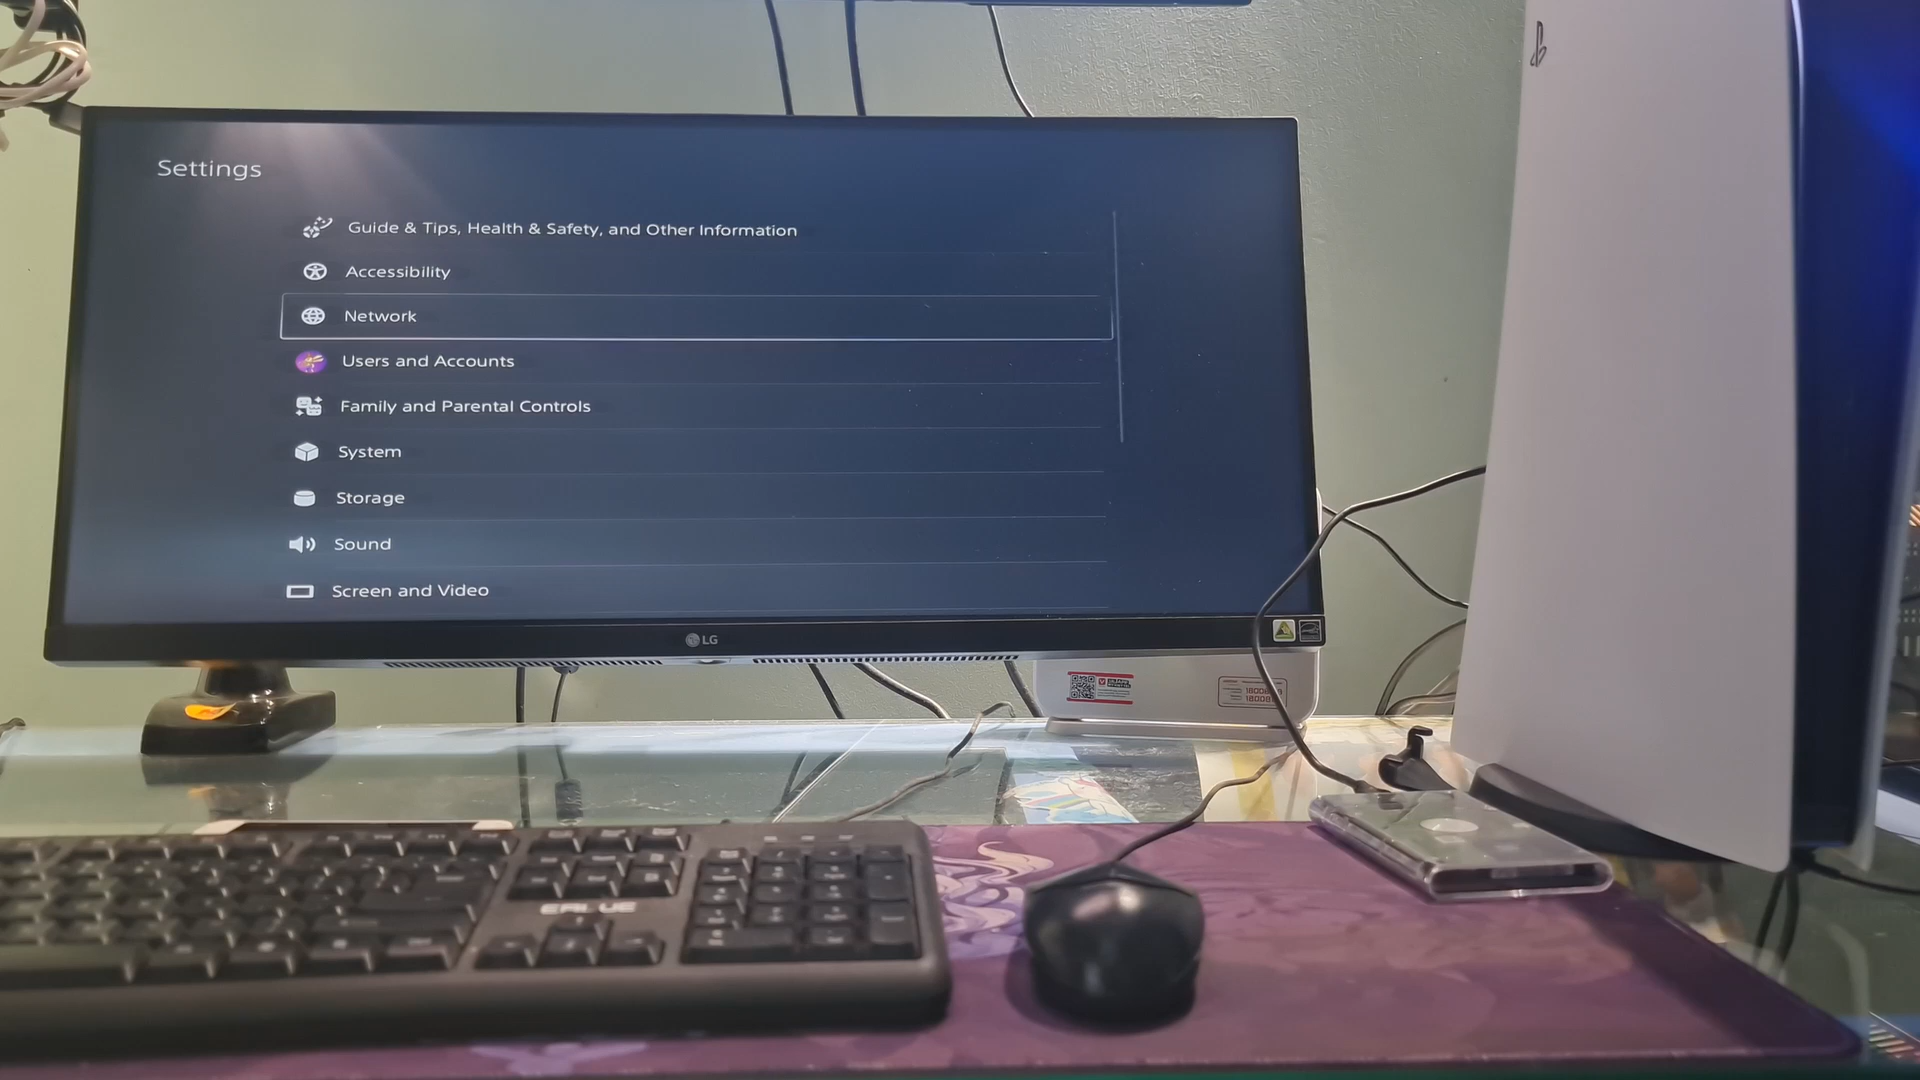 Settings
Guide & Tips, Health & Safety, and Other Information
Accessibility
Network
Users and Accounts
Family and Parental Controls
System
Storage
Sound
Screen and Video
LG